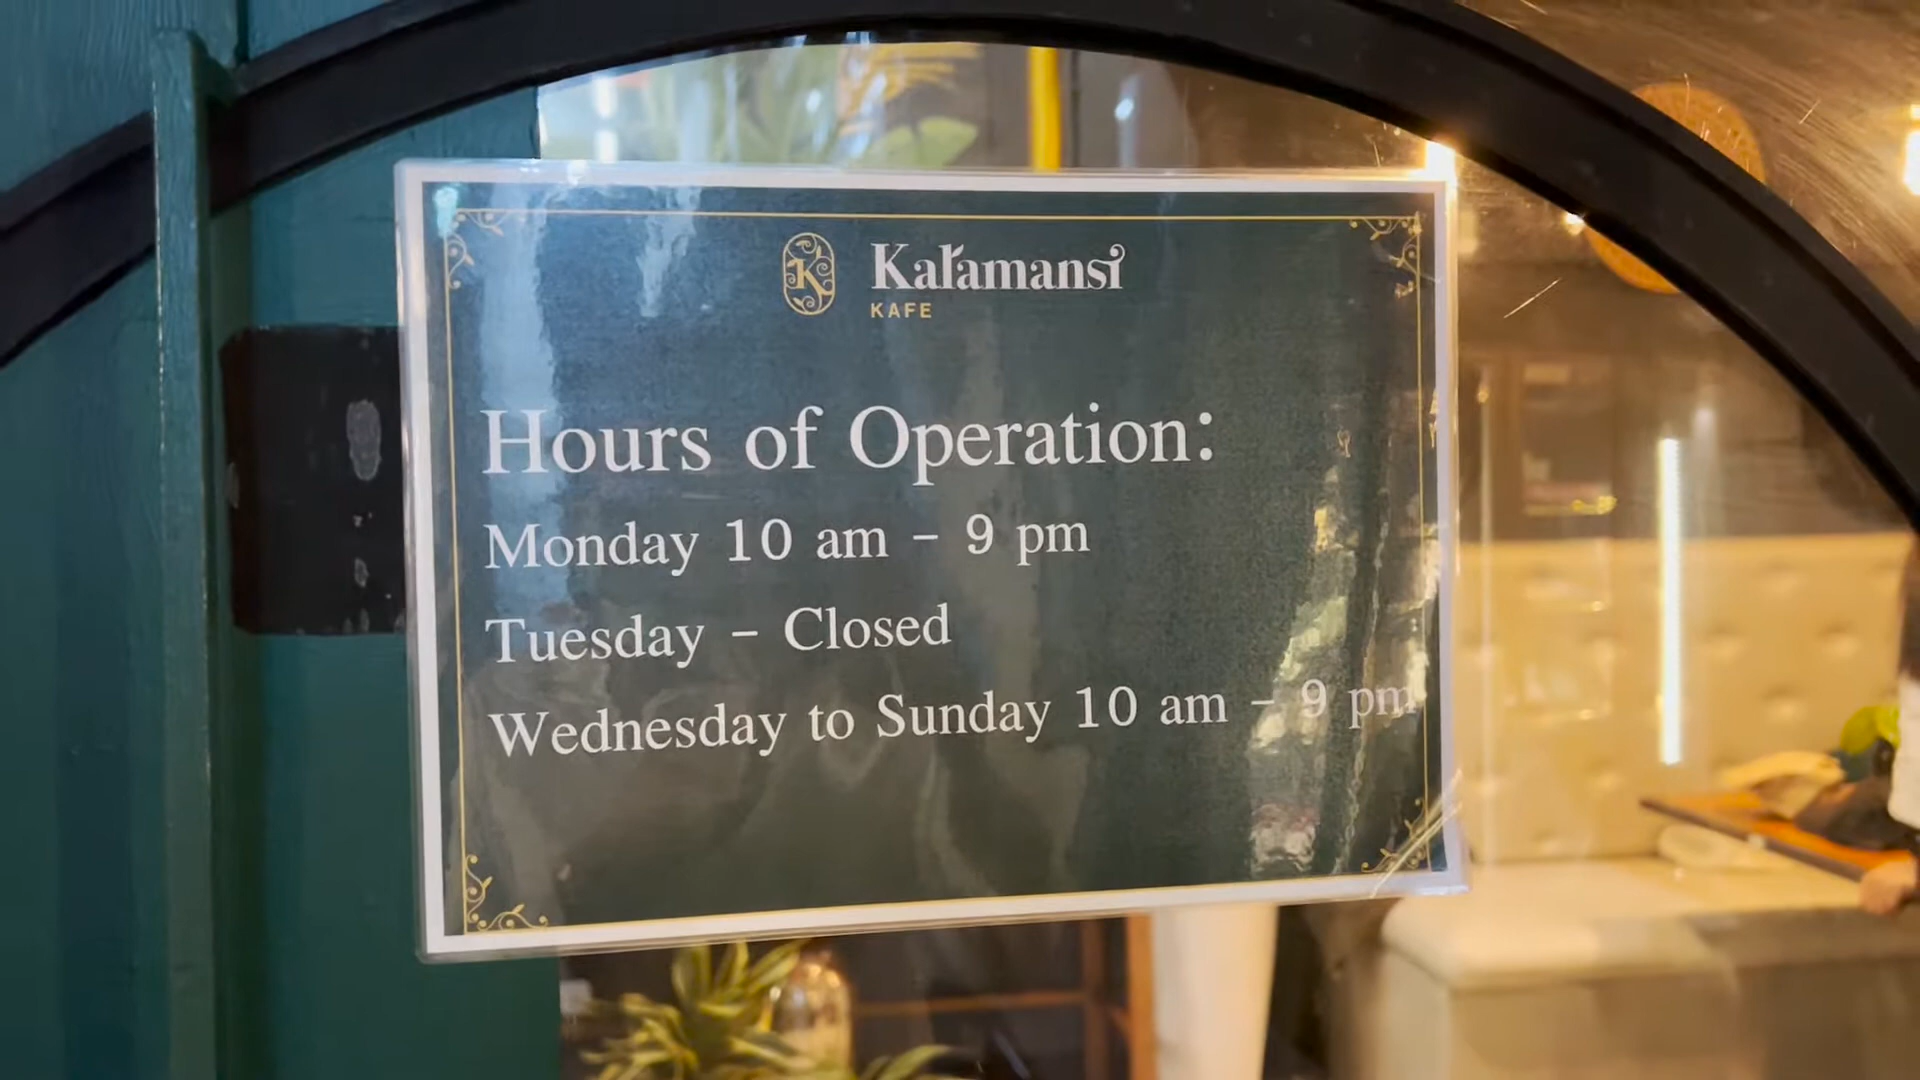 K
Kalamansi
KAFE
Hours of Operation:
Monday 10 am – 9 pm
Tuesday – Closed
Wednesday to Sunday 10 am – 9 pm